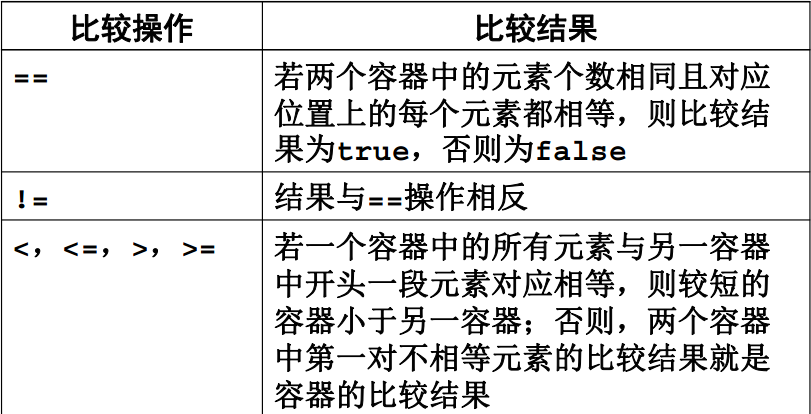 比较操作 比较结果
== 若两个容器中的元素个数相同且对应
位置上的每个元素都相等，则比较结
果为true，否则为false
!= 结果与==操作相反
<，<=，>，>= 若一个容器中的所有元素与另一容器
中开头一段元素对应相等，则较短的
容器小于另一容器；否则，两个容器
中第一对不相等元素的比较结果就是
容器的比较结果